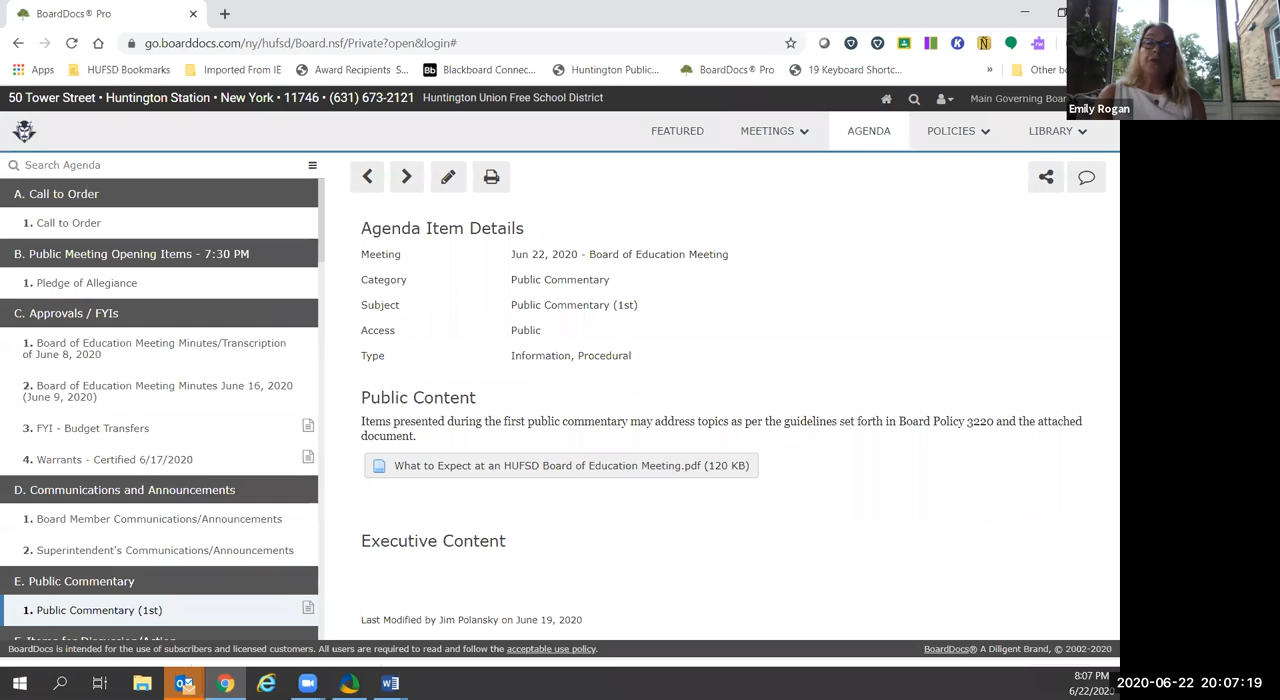 BoardDocs® Pro
go.boarddocs.com/ny/hufsd/Board.nsf/Private?open&login#
Apps
HUFSD Bookmarks
Imported From IE
Award Recipients S...
Bb
Blackboard Connec...
Huntington Public...
BoardDocs® Pro
19 Keyboard Shortc...
»
Other bo
Emily Rogan
50 Tower Street • Huntington Station • New York • 11746 • (631) 673-2121 Huntington Union Free School District
Main Governing Boar
FEATURED
MEETINGS
AGENDA
POLICIES
LIBRARY
Search Agenda
A. Call to Order
1. Call to Order
B. Public Meeting Opening Items - 7:30 PM
1. Pledge of Allegiance
C. Approvals / FYIs
1. Board of Education Meeting Minutes/Transcription
of June 8, 2020
2. Board of Education Meeting Minutes June 16, 2020
(June 9, 2020)
3. FYI - Budget Transfers
4. Warrants - Certified 6/17/2020
D. Communications and Announcements
1. Board Member Communications/Announcements
2. Superintendent's Communications/Announcements
E. Public Commentary
1. Public Commentary (1st)
F. Items for Discussion/Action
Agenda Item Details
Meeting Jun 22, 2020 - Board of Education Meeting
Category Public Commentary
Subject Public Commentary (1st)
Access Public
Type Information, Procedural
Public Content
Items presented during the first public commentary may address topics as per the guidelines set forth in Board Policy 3220 and the attached
document.
What to Expect at an HUFSD Board of Education Meeting.pdf (120 KB)
Executive Content
Last Modified by Jim Polansky on June 19, 2020
BoardDocs is intended for the use of subscribers and licensed customers. All users are required to read and follow the acceptable use policy.
BoardDocs® A Diligent Brand, © 2002-2020
8:07 PM
6/22/2020
2020-06-22 20:07:19